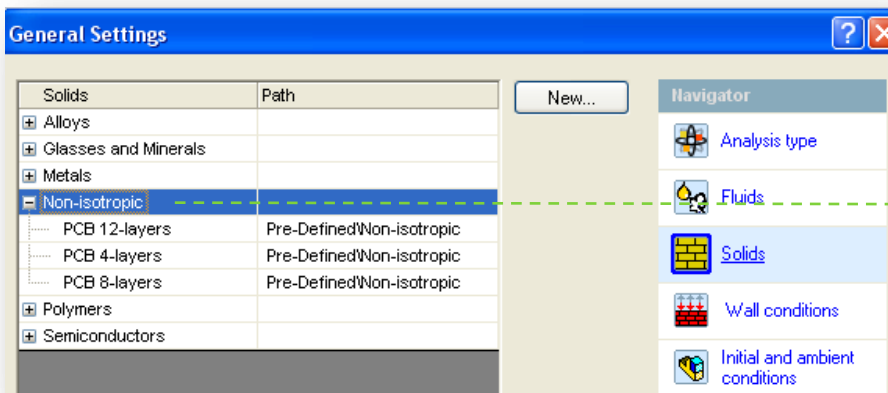 General Settings
?
Solids Path
Alloys
Glasses and Minerals
Metals
Non-isotropic
PCB 12-layers Pre-Defined\Non-isotropic
PCB 4-layers Pre-Defined\Non-isotropic
PCB 8-layers Pre-Defined\Non-isotropic
Polymers
Semiconductors
New...
Navigator
Analysis type
Fluids
Solids
Wall conditions
Initial and ambient
conditions